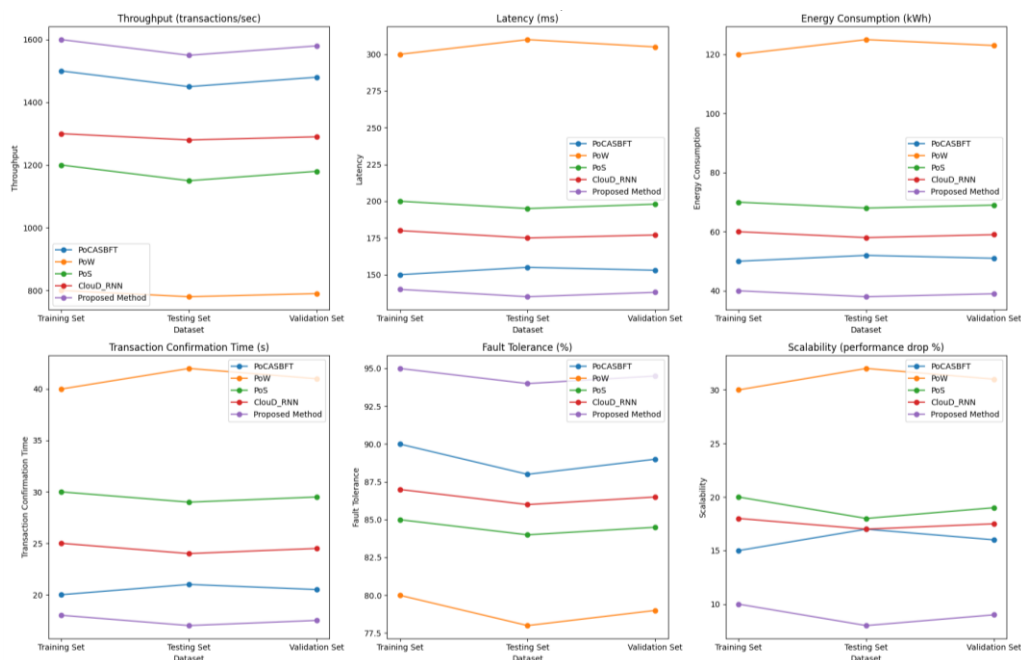 Throughput (transactions/sec)
1600
1400
1200
1000
800
Throughput
PoCASBFT
PoW
PoS
ClouD_RNN
Proposed Method
Training Set
Testing Set
Validation Set
Dataset
Latency (ms)
300
275
250
225
200
175
150
Latency
PoCASBFT
PoW
PoS
ClouD_RNN
Proposed Method
Training Set
Testing Set
Validation Set
Dataset
Energy Consumption (kWh)
120
100
80
60
40
Energy Consumption
PoCASBFT
PoW
PoS
ClouD_RNN
Proposed Method
Training Set
Testing Set
Validation Set
Dataset
Transaction Confirmation Time (s)
40
35
30
25
20
Transaction Confirmation Time
PoCASBFT
PoW
PoS
ClouD_RNN
Proposed Method
Training Set
Testing Set
Validation Set
Dataset
Fault Tolerance (%)
95.0
92.5
90.0
87.5
85.0
82.5
80.0
77.5
Fault Tolerance
PoCASBFT
PoW
PoS
ClouD_RNN
Proposed Method
Training Set
Testing Set
Validation Set
Dataset
Scalability (performance drop %)
30
25
20
15
10
Scalability
PoCASBFT
PoW
PoS
ClouD_RNN
Proposed Method
Training Set
Testing Set
Validation Set
Dataset